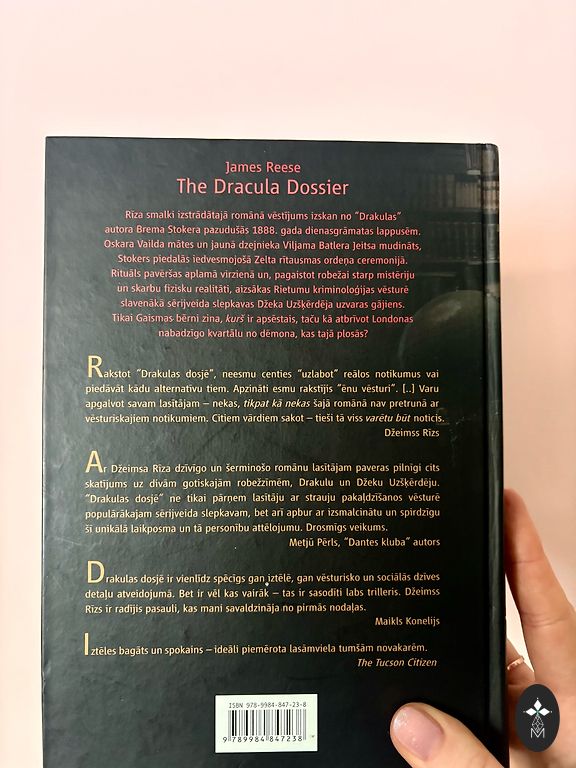 James Reese
The Dracula Dossier
Rīza smalki izstrādātajā romānā vēstījums izskan no "Drakulas"
autora Brema Stokera pazudušās 1888. gada dienasgrāmatas lappusēm.
Oskara Vailda mātes un jaunā dzejnieka Viljama Batlera Jeitsa mudināts,
Stokers piedalās iedvesmojošā Zelta rītausmas ordeņa ceremonijā.
Rituāls pavēršas aplamā virzienā un, pagaistot robežai starp mistēriju
un skarbu fizisku realitāti, aizsākas Rietumu kriminoloģijas vēsturē
slavenākā sērijveida slepkavas Džeka Uzšķērdēja uzvaras gājiens.
Tikai Gaismas bērni zina, kurš ir apsēstais, taču kā atbrīvot Londonas
nabadzīgo kvartālu no dēmona, kas tajā plosās?
Rakstot "Drakulas dosjē", neesmu centies "uzlabot" reālos notikumus vai
piedāvāt kādu alternatīvu tiem. Apzināti esmu rakstījis "ēnu vēsturi". [..] Varu
apgalvot savam lasītājam – nekas, tikpat kā nekas šajā romānā nav pretrunā ar
vēsturiskajiem notikumiem. Citiem vārdiem sakot – tieši tā viss varētu būt noticis.
Džeimss Rīzs
Ar Džeimsa Rīza dzīvīgo un šerminošo romānu lasītājam paveras pilnīgi cits
skatījums uz divām gotiskajām robežzīmēm, Drakulu un Džeku Uzšķērdēju.
"Drakulas dosjē" ne tikai pārņem lasītāju ar strauju pakaļdzīšanos vēsturē
populārākajam sērijveida slepkavam, bet arī apbur ar izsmalcinātu un spirdzīgu
šī unikālā laikposma un tā personību attēlojumu. Drosmīgs veikums.
Metjū Pērls, "Dantes kluba" autors
Drakulas dosjē ir vienlīdz spēcīgs gan iztēlē, gan vēsturisko un sociālās dzīves
detaļu atveidojumā. Bet ir vēl kas vairāk – tas ir sasodīti labs trilleris. Džeimss
Rīzs ir radījis pasauli, kas mani savaldzināja no pirmās nodaļas.
Maikls Konelijs
Iztēles bagāts un spokains – ideāli piemērota lasāmviela tumšām novakarēm.
The Tucson Citizen
ISBN 978-9984-847-23-8
9 789984 847238